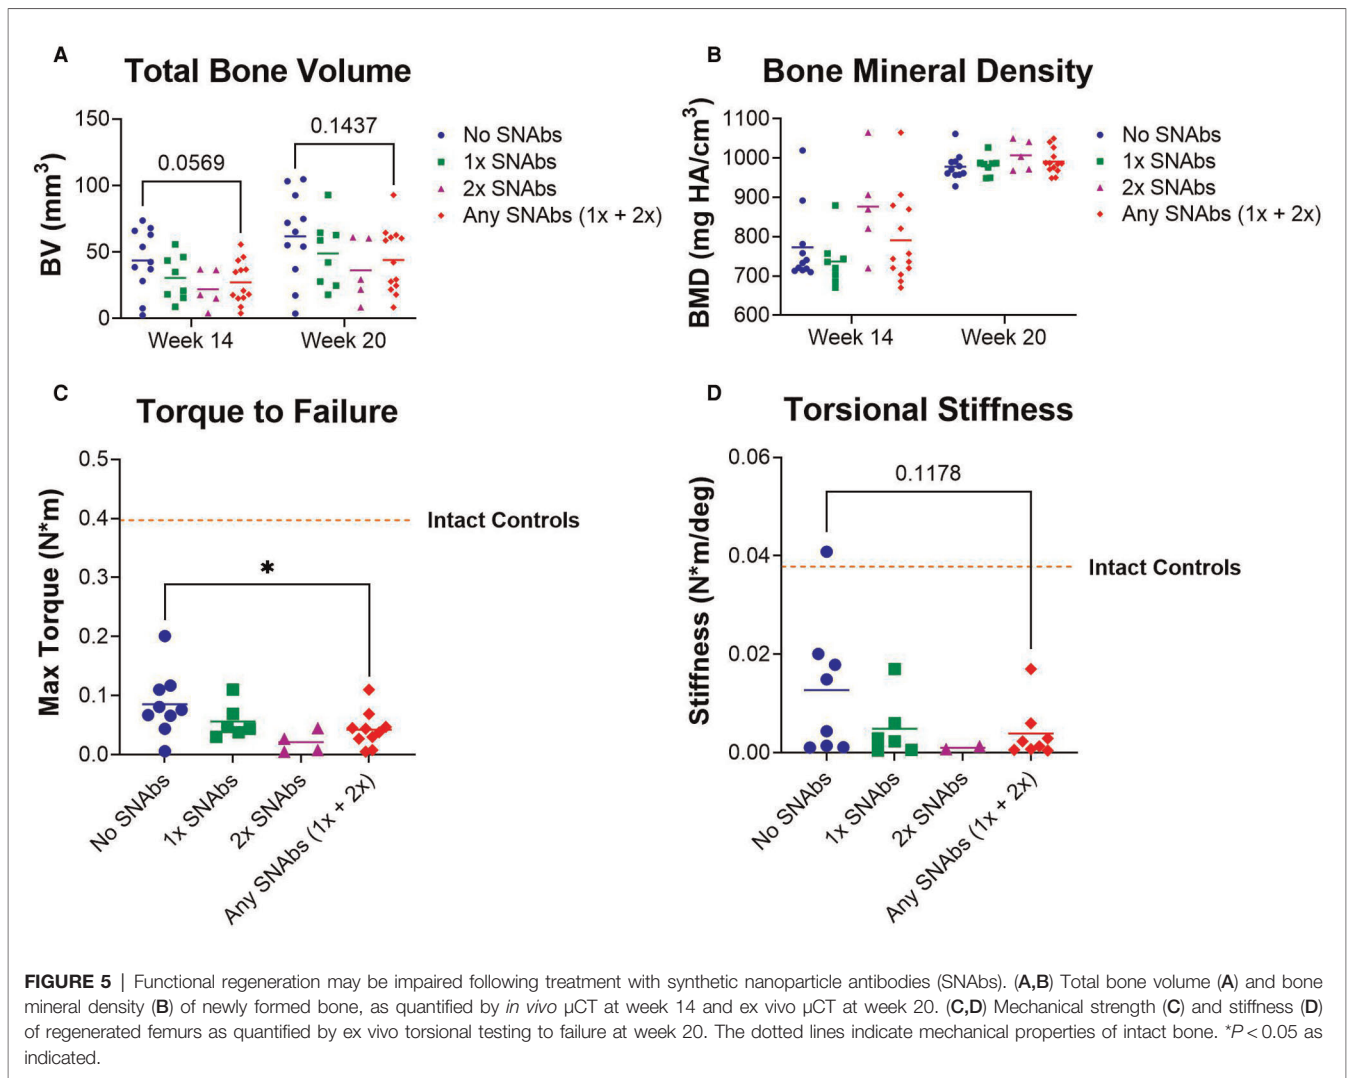 A
Total Bone Volume
BV (mm³)
150
100
50
0
0.0569
0.1437
Week 14
Week 20
No SNAbs
1x SNAbs
2x SNAbs
Any SNAbs (1x + 2x)
B
Bone Mineral Density
BMD (mg HA/cm³)
1100
1000
900
800
700
600
Week 14
Week 20
No SNAbs
1x SNAbs
2x SNAbs
Any SNAbs (1x + 2x)
C
Torque to Failure
Max Torque (N*m)
0.5
0.4
0.3
0.2
0.1
0.0
Intact Controls
*
No SNAbs
1x SNAbs
2x SNAbs
Any SNAbs (1x + 2x)
D
Torsional Stiffness
Stiffness (N*m/deg)
0.06
0.04
0.02
0.00
0.1178
Intact Controls
No SNAbs
1x SNAbs
2x SNAbs
Any SNAbs (1x + 2x)
FIGURE 5 | Functional regeneration may be impaired following treatment with synthetic nanoparticle antibodies (SNAbs). (A,B) Total bone volume (A) and bone
mineral density (B) of newly formed bone, as quantified by in vivo µCT at week 14 and ex vivo µCT at week 20. (C,D) Mechanical strength (C) and stiffness (D)
of regenerated femurs as quantified by ex vivo torsional testing to failure at week 20. The dotted lines indicate mechanical properties of intact bone. *P < 0.05 as
indicated.